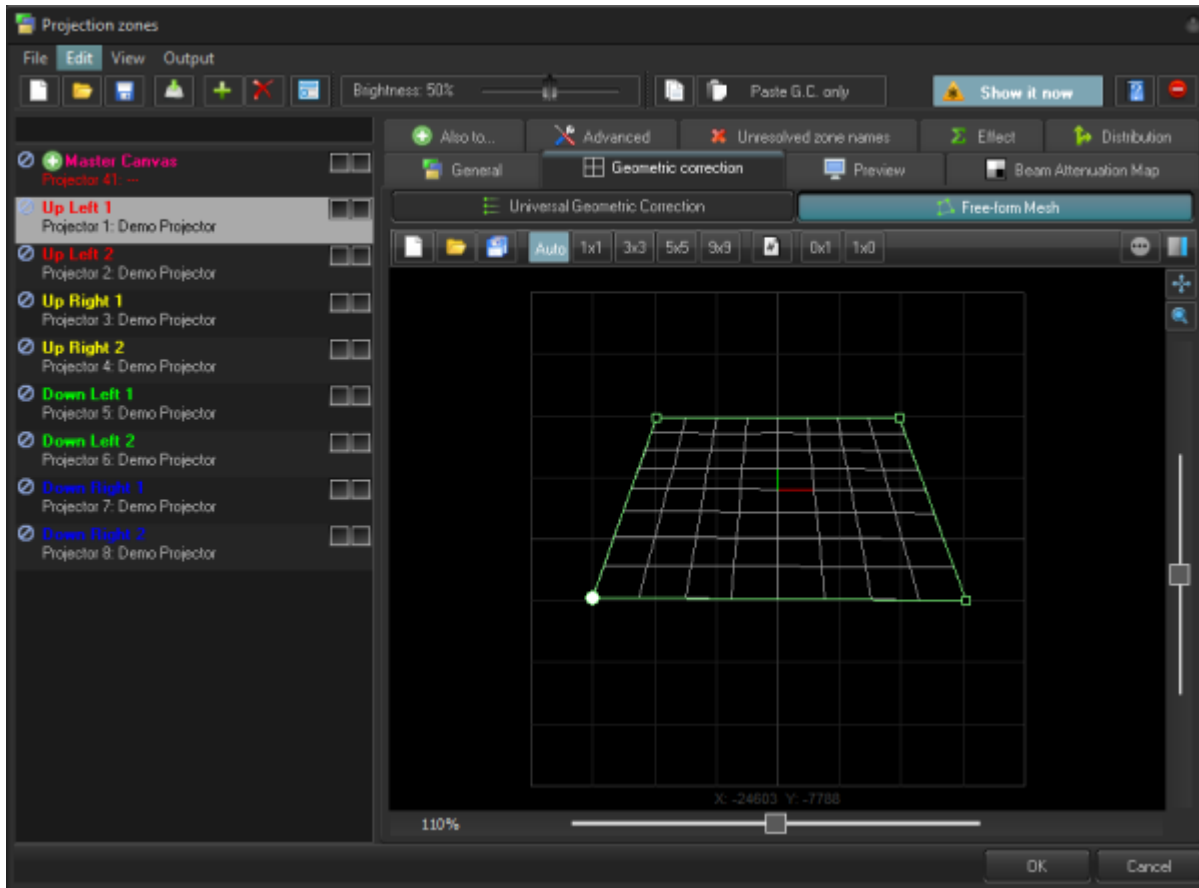 Projection zones
File Edit View Output
Brightness: 50% Paste G.C. only Show it now
Also to... Advanced Unresolved zone names Effect Distribution
General Geometric correction Preview Beam Attenuation Map
Universal Geometric Correction Free-form Mesh
Auto 1x1 3x3 5x5 9x9 0x1 1x0
Master Canvas
Projector 41: ---
Up Left 1
Projector 1: Demo Projector
Up Left 2
Projector 2: Demo Projector
Up Right 1
Projector 3: Demo Projector
Up Right 2
Projector 4: Demo Projector
Down Left 1
Projector 5: Demo Projector
Down Left 2
Projector 6: Demo Projector
Down Right 1
Projector 7: Demo Projector
Down Right 2
Projector 8: Demo Projector
X: -24603 Y: -7788
110%
OK Cancel